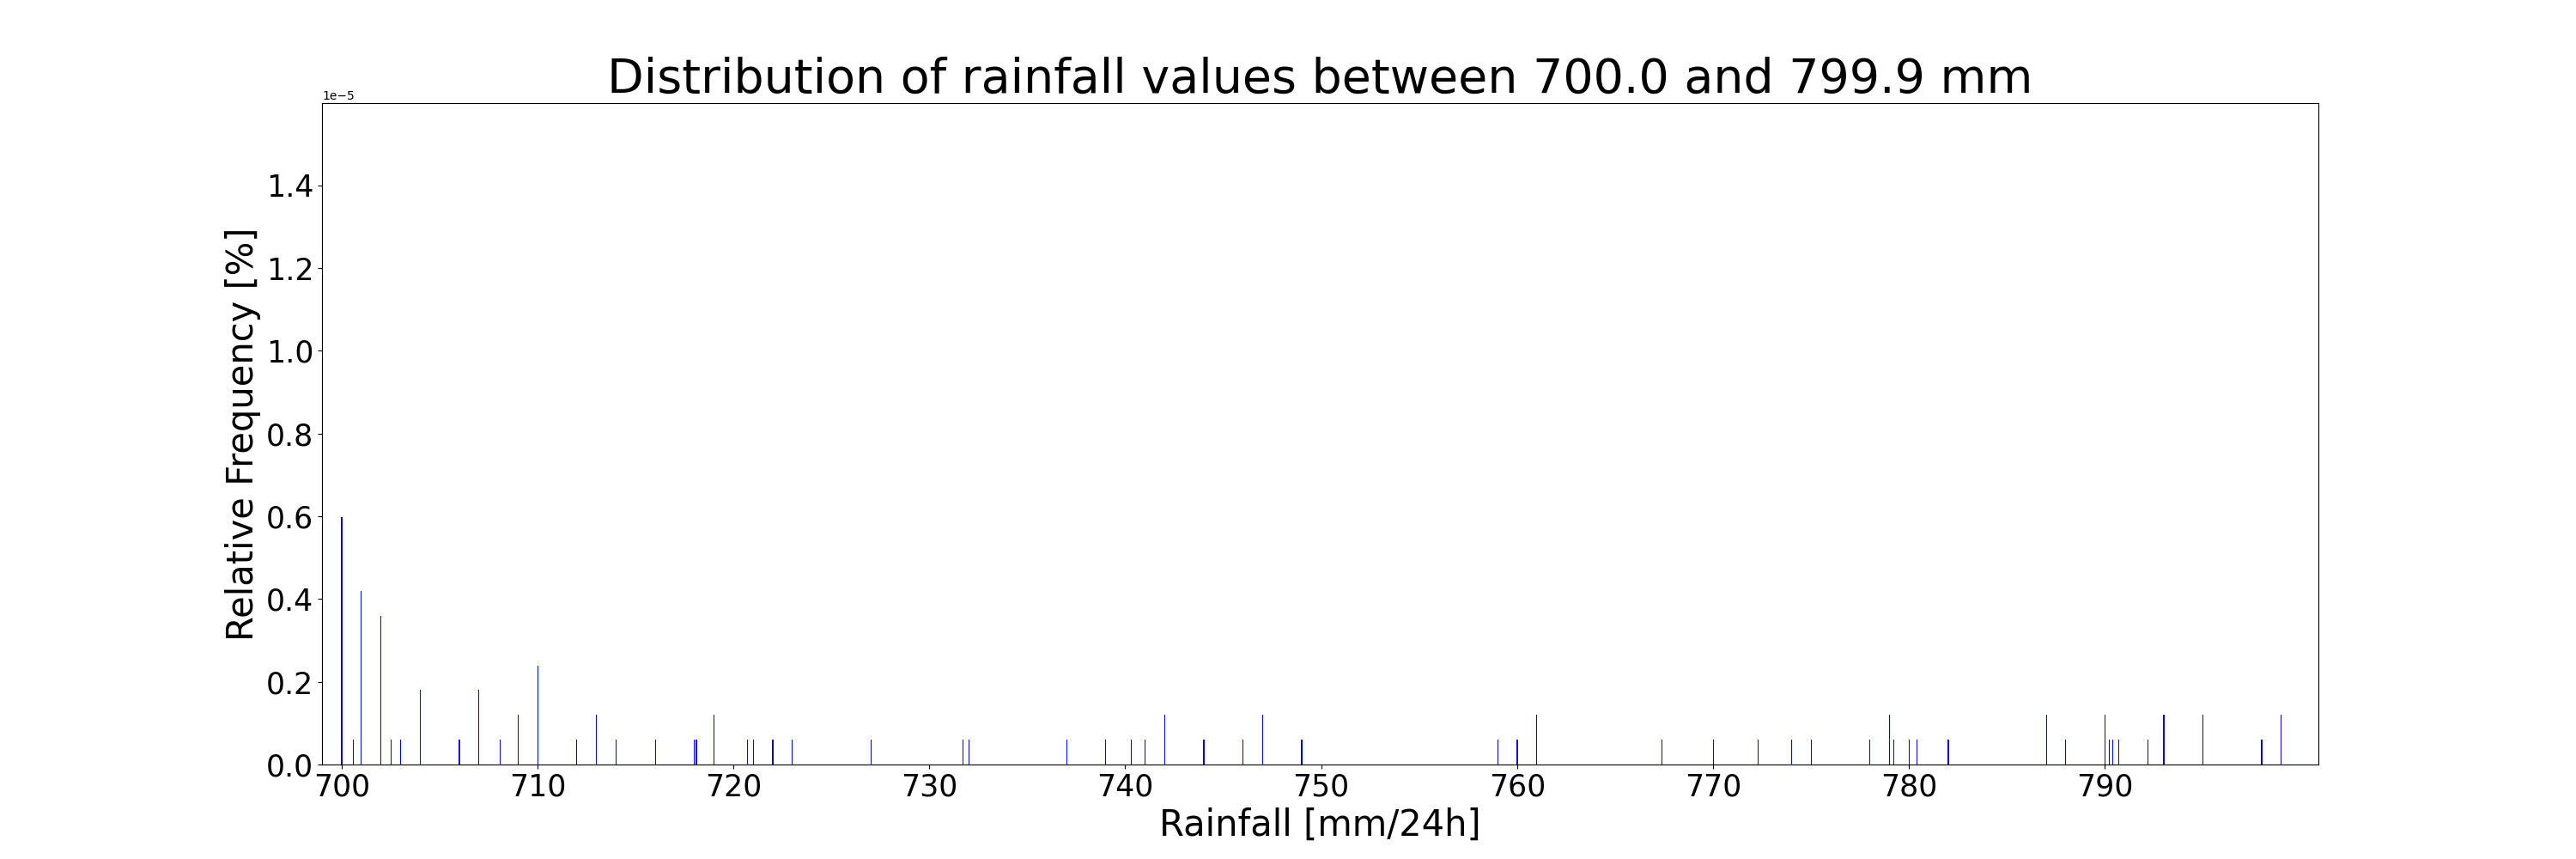 Distribution of rainfall values between 700.0 and 799.9 mm
1e−5
1.4
1.2
1.0
0.8
0.6
0.4
0.2
0.0
Relative Frequency [%]
700 710 720 730 740 750 760 770 780 790
Rainfall [mm/24h]